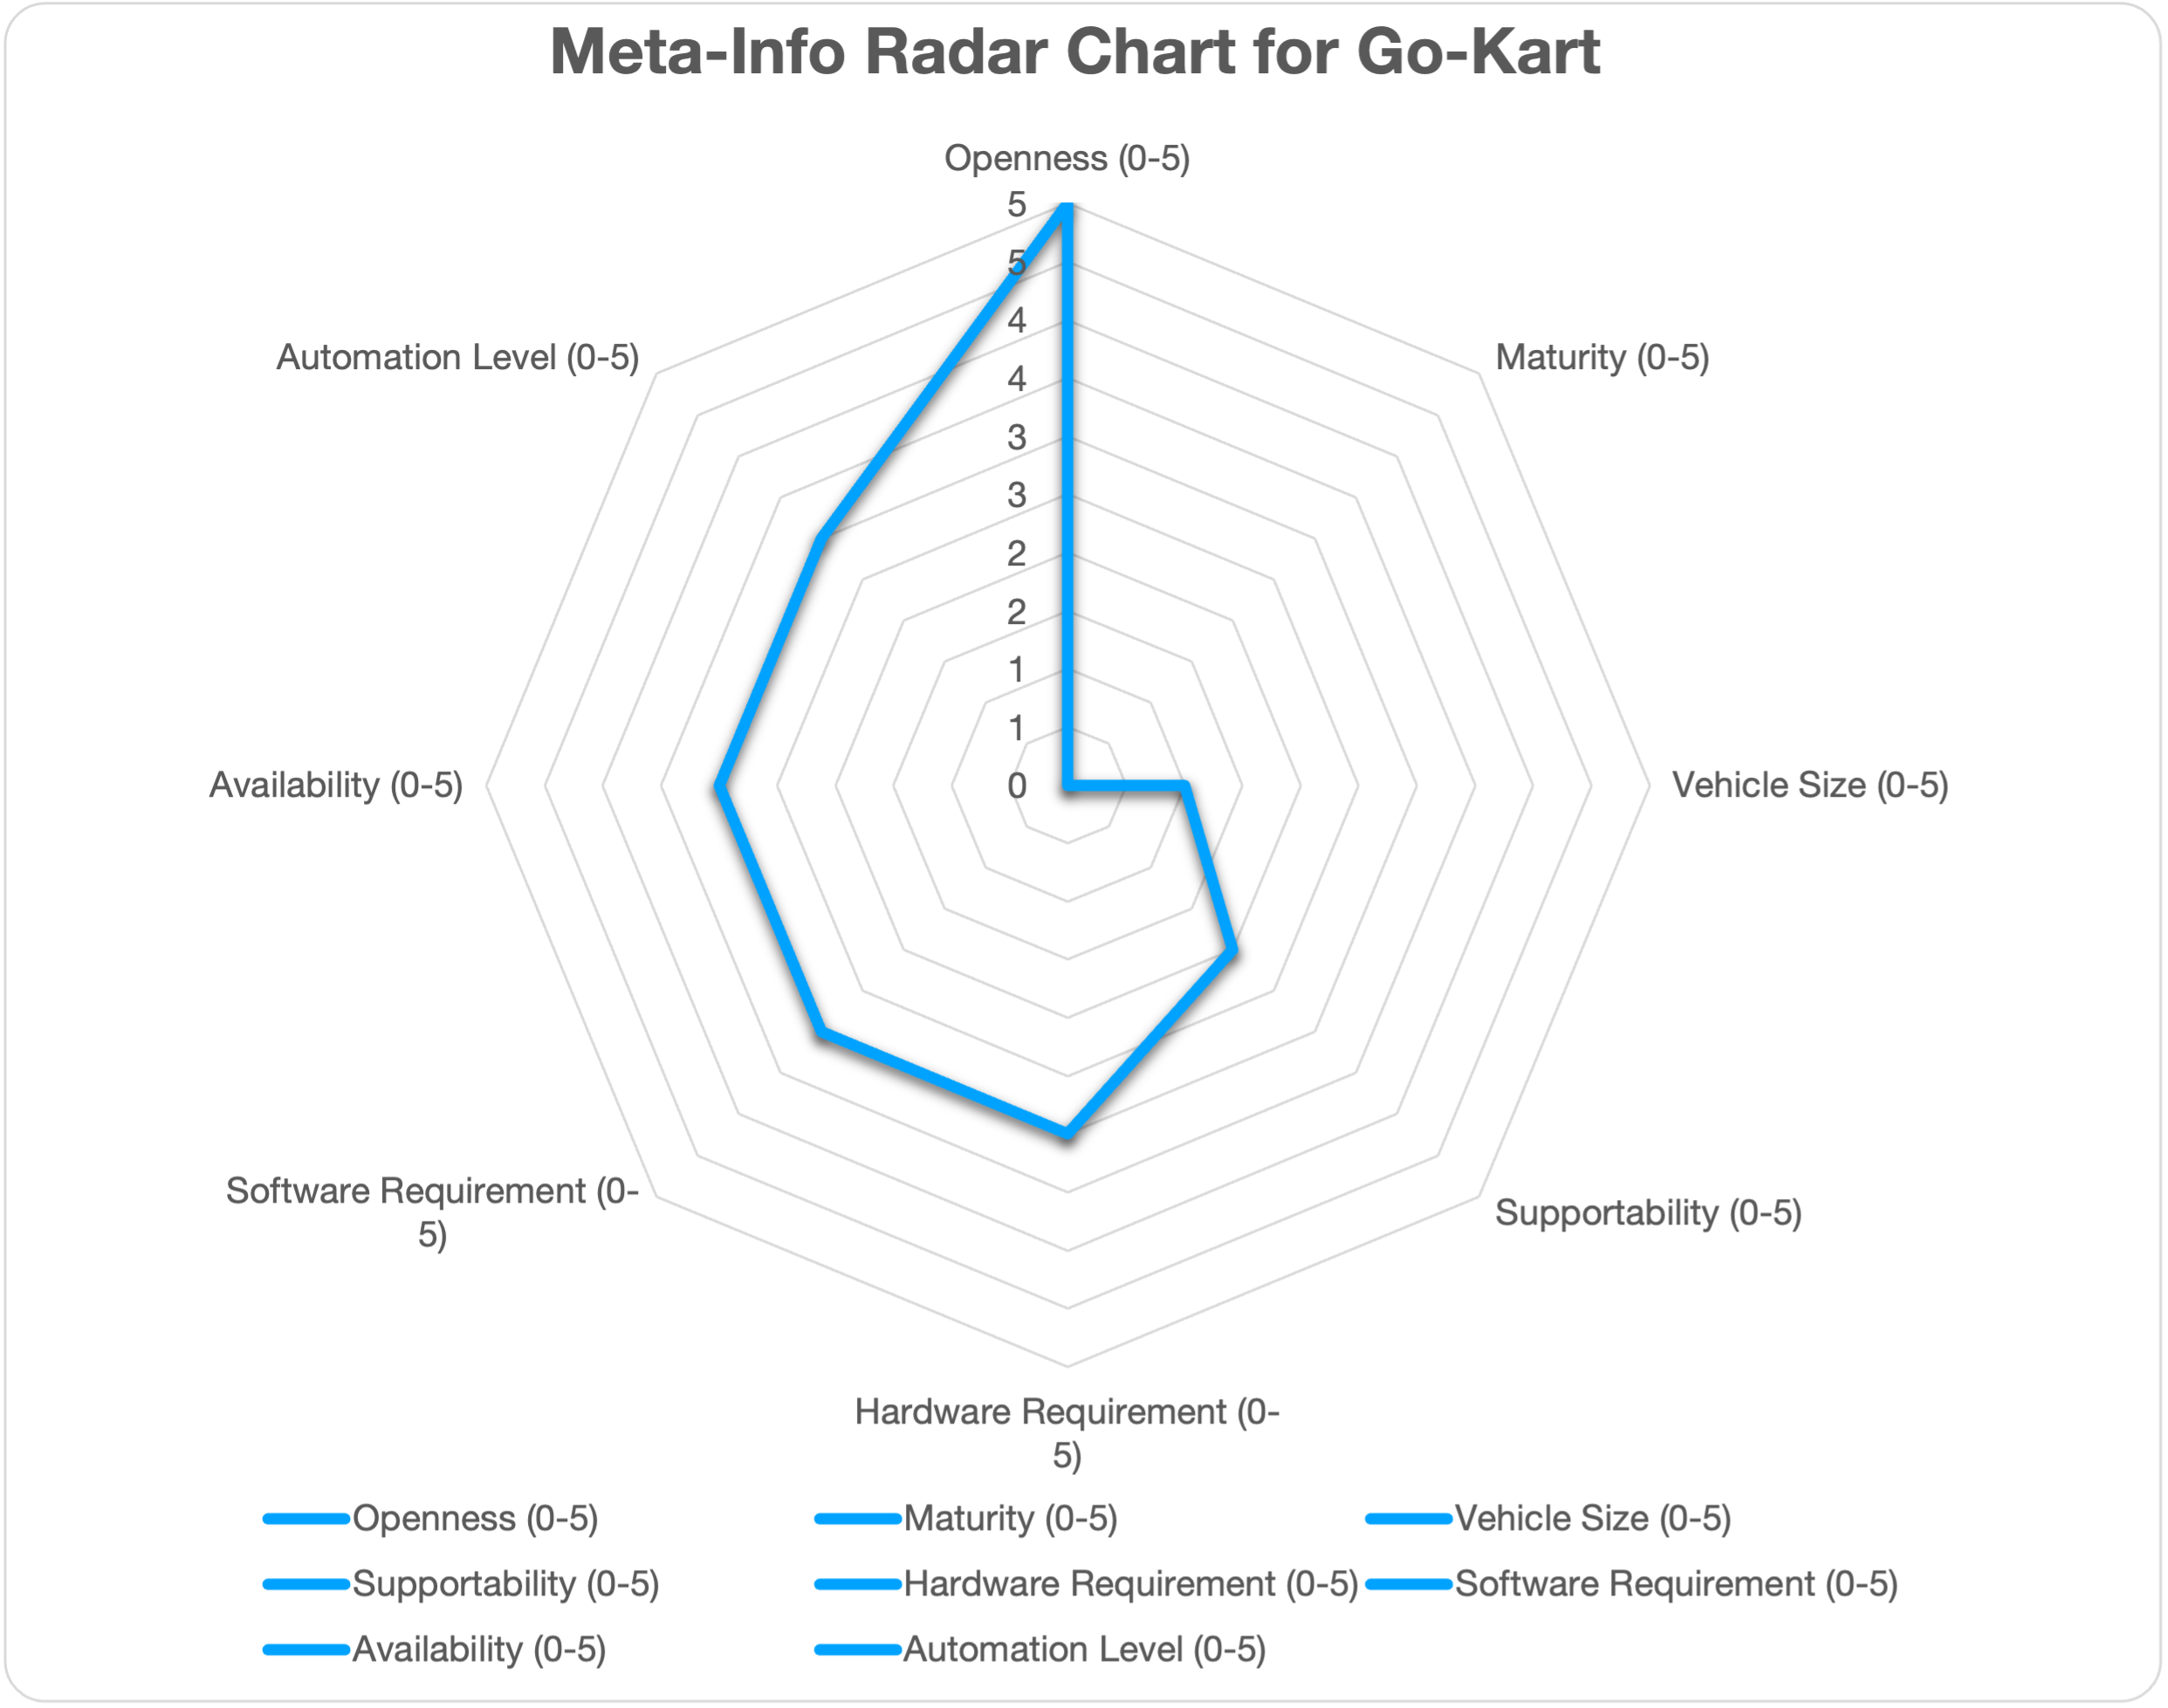 Meta-Info Radar Chart for Go-Kart
Openness (0-5)
5
5
4
4
3
3
2
2
1
1
0
Automation Level (0-5)
Maturity (0-5)
Availability (0-5)
Vehicle Size (0-5)
Software Requirement (0-
5)
Supportability (0-5)
Hardware Requirement (0-
5)
Openness (0-5)
Maturity (0-5)
Vehicle Size (0-5)
Supportability (0-5)
Hardware Requirement (0-5)
Software Requirement (0-5)
Availability (0-5)
Automation Level (0-5)